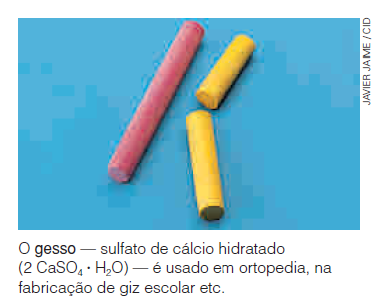 JAVIER JAIME / CID
O gesso — sulfato de cálcio hidratado
(2 CaSO₄ · H₂O) — é usado em ortopedia, na
fabricação de giz escolar etc.